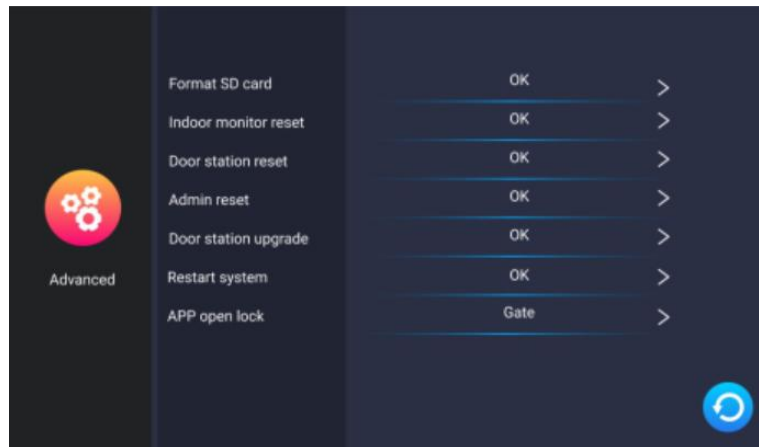 Format SD card OK >
Indoor monitor reset OK >
Door station reset OK >
Admin reset OK >
Door station upgrade OK >
Advanced Restart system OK >
APP open lock Gate >